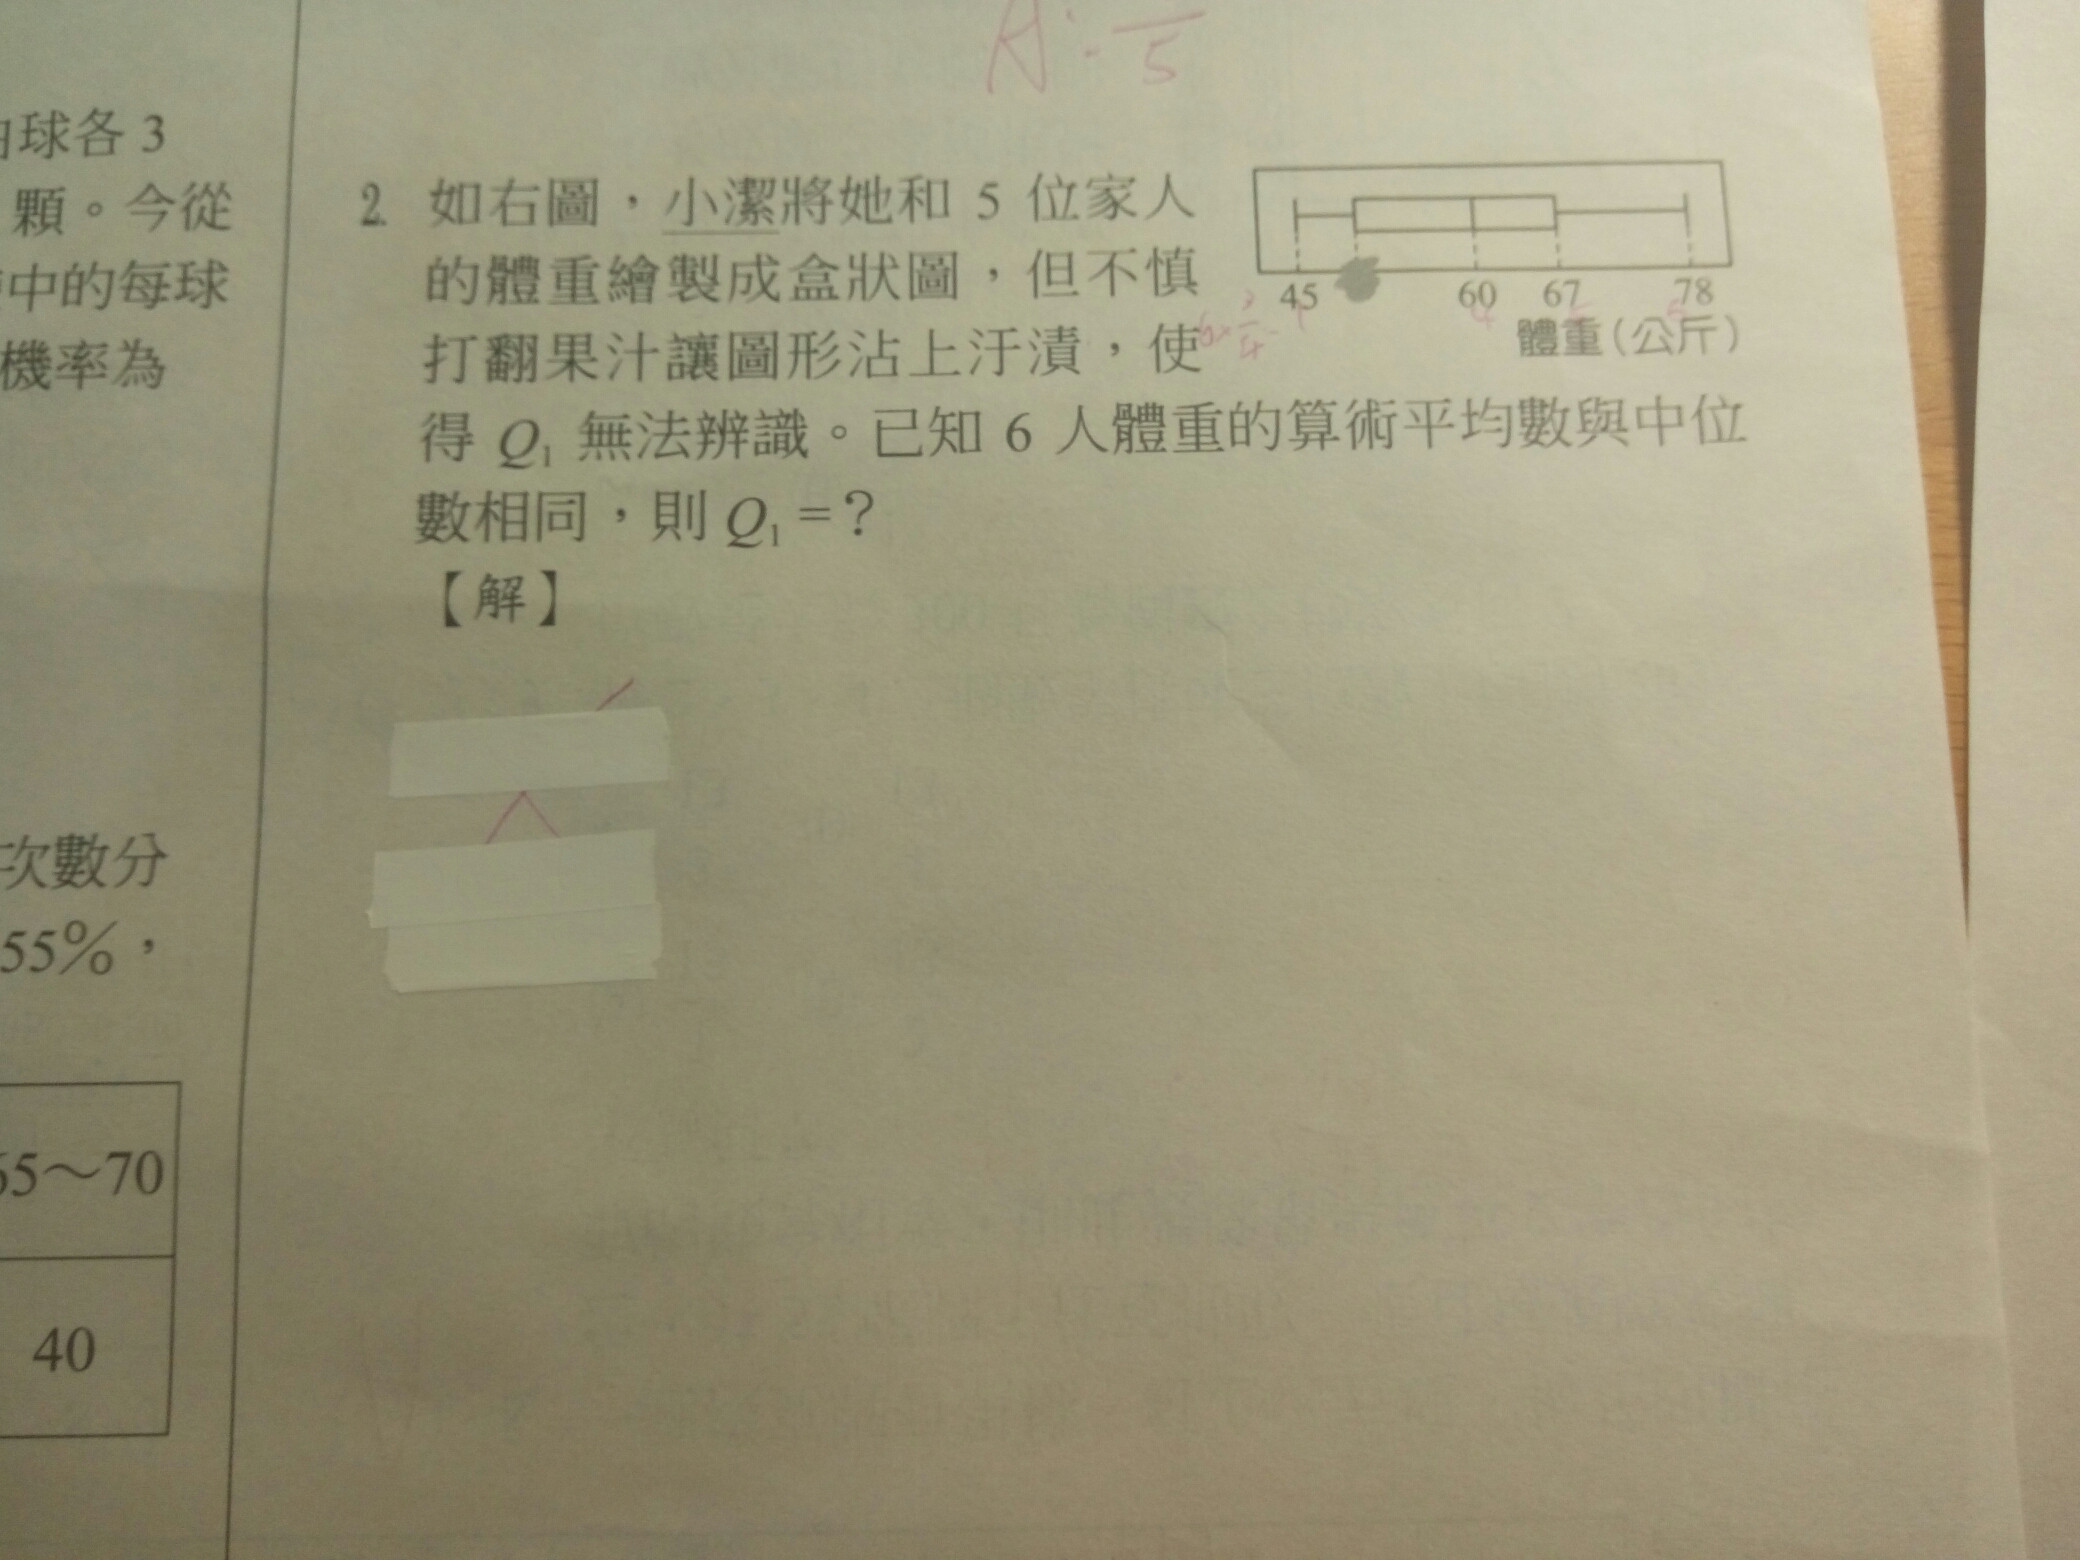 A: — 5
白球各 3
顆。今從
中的每球
機率為
次數分
55%，
65～70
40
2. 如右圖，小潔將她和 5 位家人
的體重繪製成盒狀圖，但不慎
打翻果汁讓圖形沾上汙漬，使
得 Q₁ 無法辨識。已知 6 人體重的算術平均數與中位
數相同，則 Q₁ =？
【解】
45 60 67 78
體重(公斤)